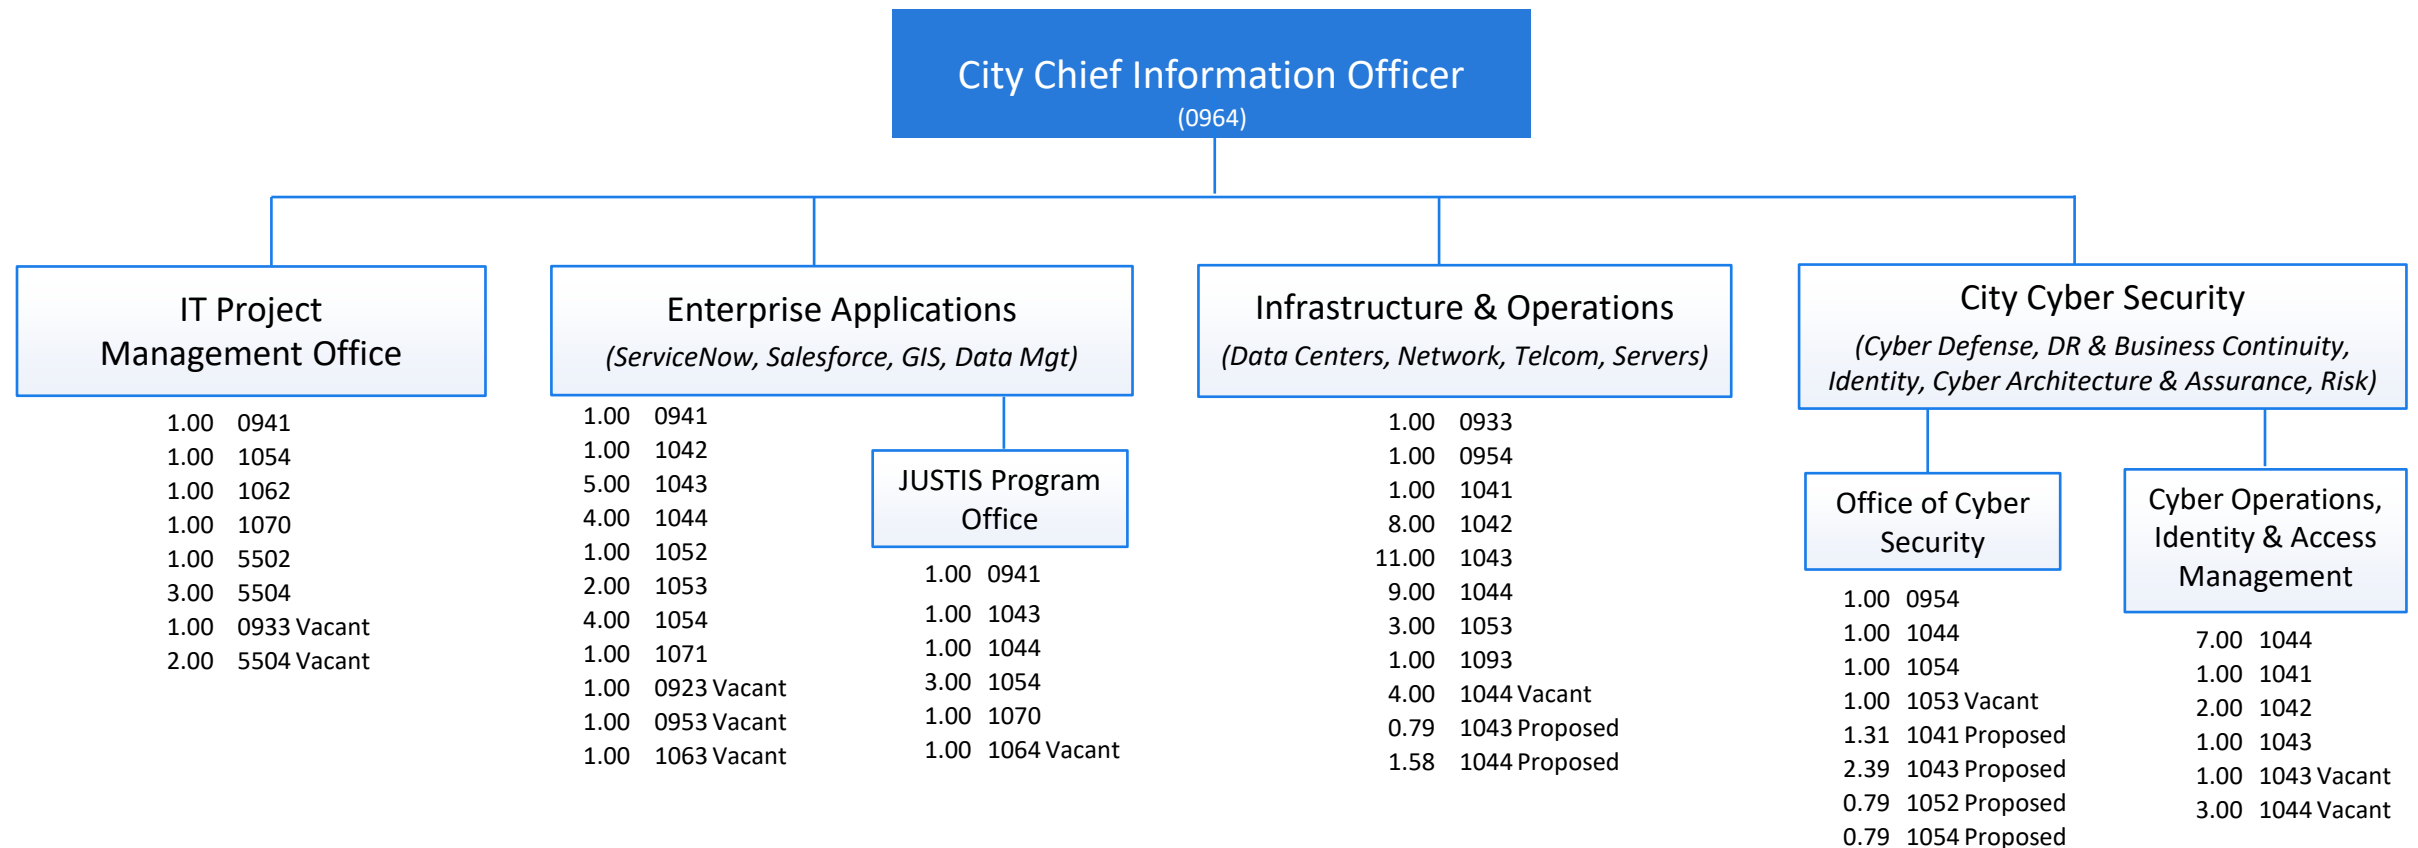 City Chief Information Officer
(0964)
IT Project
Management Office
1.00 0941
1.00 1054
1.00 1062
1.00 1070
1.00 5502
3.00 5504
1.00 0933 Vacant
2.00 5504 Vacant
Enterprise Applications
(ServiceNow, Salesforce, GIS, Data Mgt)
1.00 0941
1.00 1042
5.00 1043
4.00 1044
1.00 1052
2.00 1053
4.00 1054
1.00 1071
1.00 0923 Vacant
1.00 0953 Vacant
1.00 1063 Vacant
JUSTIS Program
Office
1.00 0941
1.00 1043
1.00 1044
3.00 1054
1.00 1070
1.00 1064 Vacant
Infrastructure & Operations
(Data Centers, Network, Telcom, Servers)
1.00 0933
1.00 0954
1.00 1041
8.00 1042
11.00 1043
9.00 1044
3.00 1053
1.00 1093
4.00 1044 Vacant
0.79 1043 Proposed
1.58 1044 Proposed
City Cyber Security
(Cyber Defense, DR & Business Continuity,
Identity, Cyber Architecture & Assurance, Risk)
Office of Cyber
Security
1.00 0954
1.00 1044
1.00 1054
1.00 1053 Vacant
1.31 1041 Proposed
2.39 1043 Proposed
0.79 1052 Proposed
0.79 1054 Proposed
Cyber Operations,
Identity & Access
Management
7.00 1044
1.00 1041
2.00 1042
1.00 1043
1.00 1043 Vacant
3.00 1044 Vacant